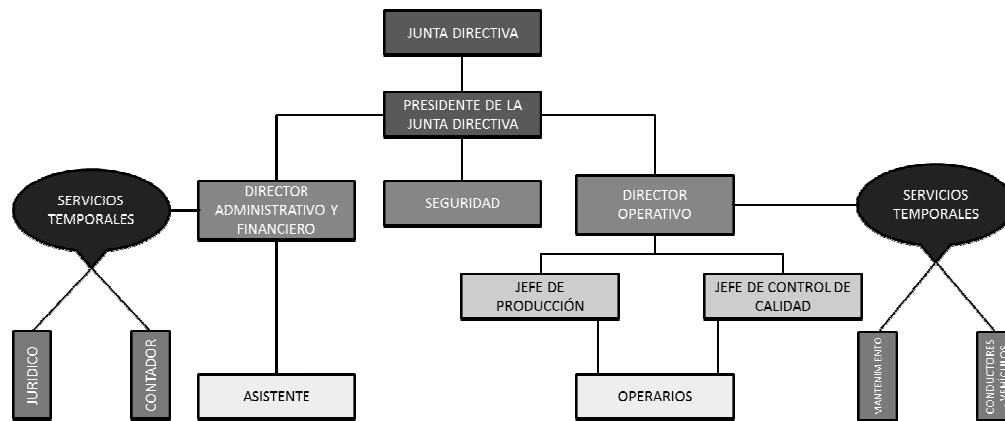 JUNTA DIRECTIVA
PRESIDENTE DE LA
JUNTA DIRECTIVA
SERVICIOS
TEMPORALES
DIRECTOR
ADMINISTRATIVO Y
FINANCIERO
SEGURIDAD
DIRECTOR
OPERATIVO
SERVICIOS
TEMPORALES
JEFE DE
PRODUCCIÓN
JEFE DE CONTROL DE
CALIDAD
JURIDICO
CONTADOR
ASISTENTE
OPERARIOS
MANTENIMIENTO
CONDUCTORES
VEHÍCULOS